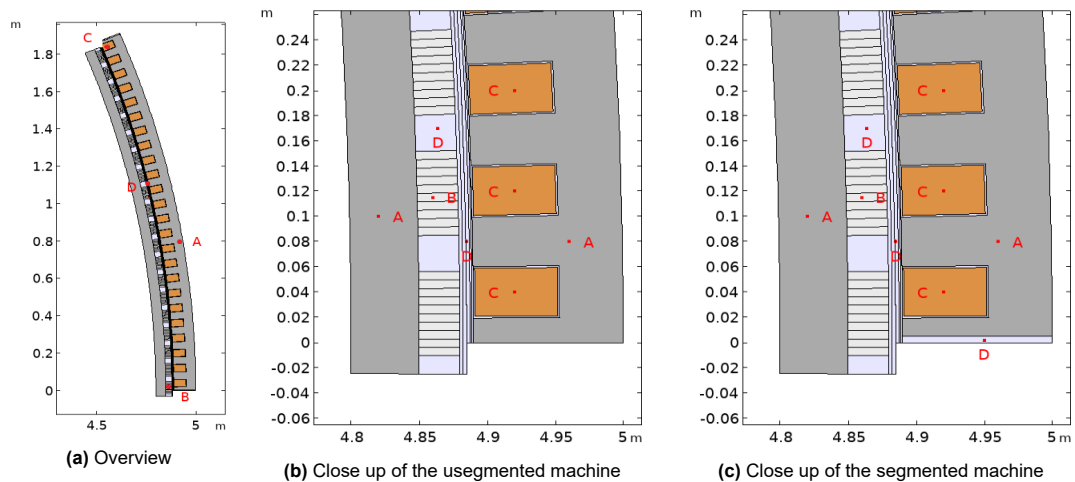 m
1.8
1.6
1.4
1.2
1
0.8
0.6
0.4
0.2
0
4.5
5
m
C
D
A
B
(a) Overview
m
0.24
0.22
0.2
0.18
0.16
0.14
0.12
0.1
0.08
0.06
0.04
0.02
0
-0.02
-0.04
-0.06
4.8
4.85
4.9
4.95
5 m
C
D
C
B
A
A
D
C
(b) Close up of the usegmented machine
m
0.24
0.22
0.2
0.18
0.16
0.14
0.12
0.1
0.08
0.06
0.04
0.02
0
-0.02
-0.04
-0.06
4.8
4.85
4.9
4.95
5 m
C
D
C
B
A
A
D
C
D
(c) Close up of the segmented machine